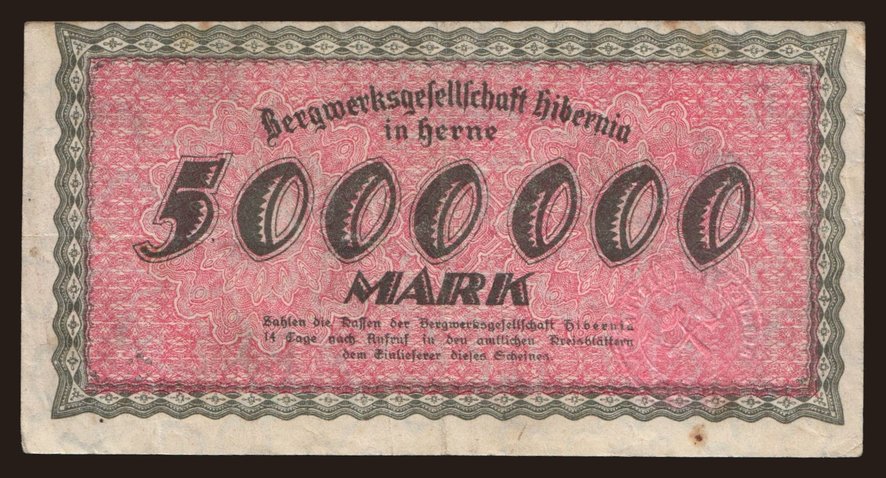 Bergwerksgesellschaft Hibernia
in Herne
5000000
MARK
Zahlen die Kassen der Bergwerksgesellschaft Hibernia
14 Tage nach Aufruf in den amtlichen Kreisblättern
dem Einlieferer dieses Scheines